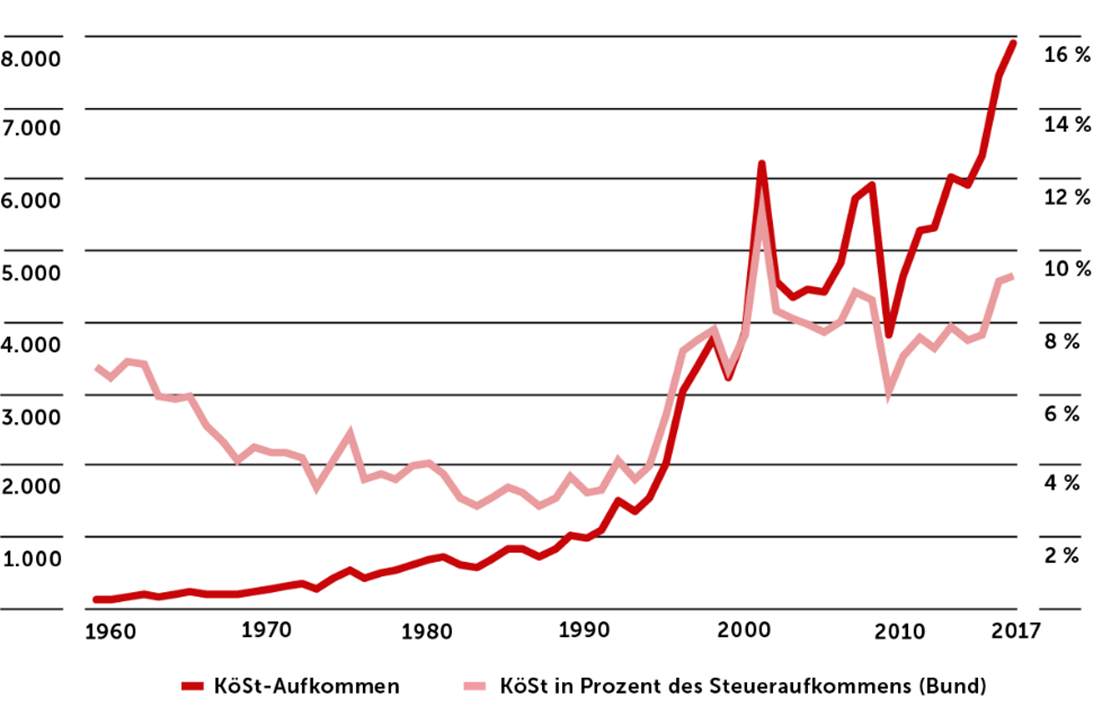 8.000 16 %
7.000 14 %
6.000 12 %
5.000 10 %
4.000 8 %
3.000 6 %
2.000 4 %
1.000 2 %
1960 1970 1980 1990 2000 2010 2017
KöSt-Aufkommen KöSt in Prozent des Steueraufkommens (Bund)